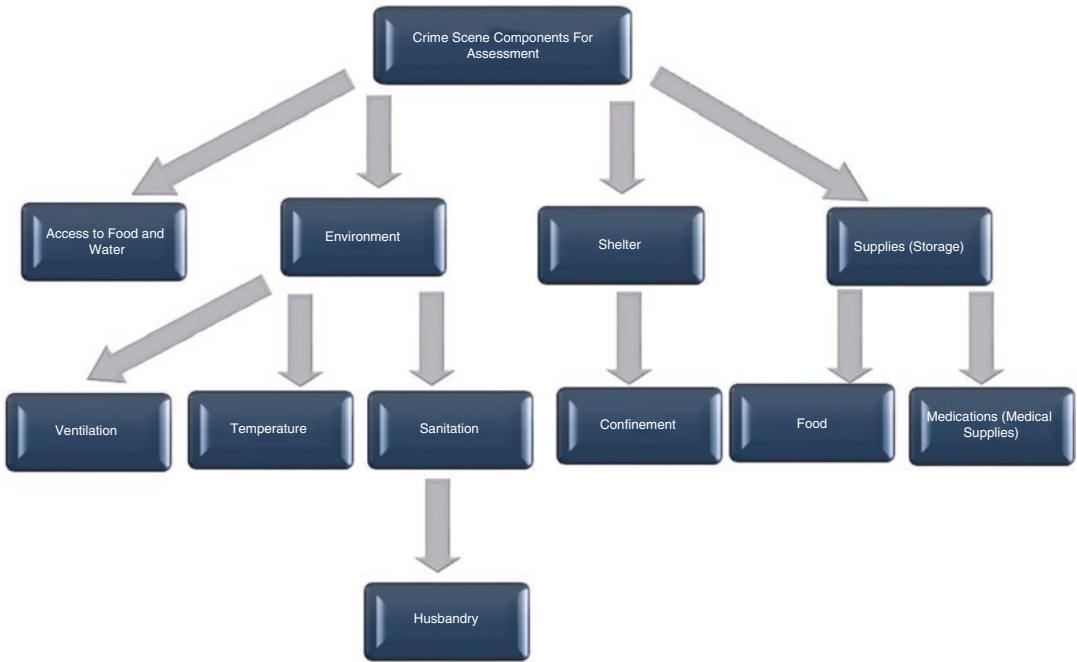 Crime Scene Components For
Assessment
Access to Food and
Water
Environment
Shelter
Supplies (Storage)
Ventilation
Temperature
Sanitation
Confinement
Food
Medications (Medical
Supplies)
Husbandry